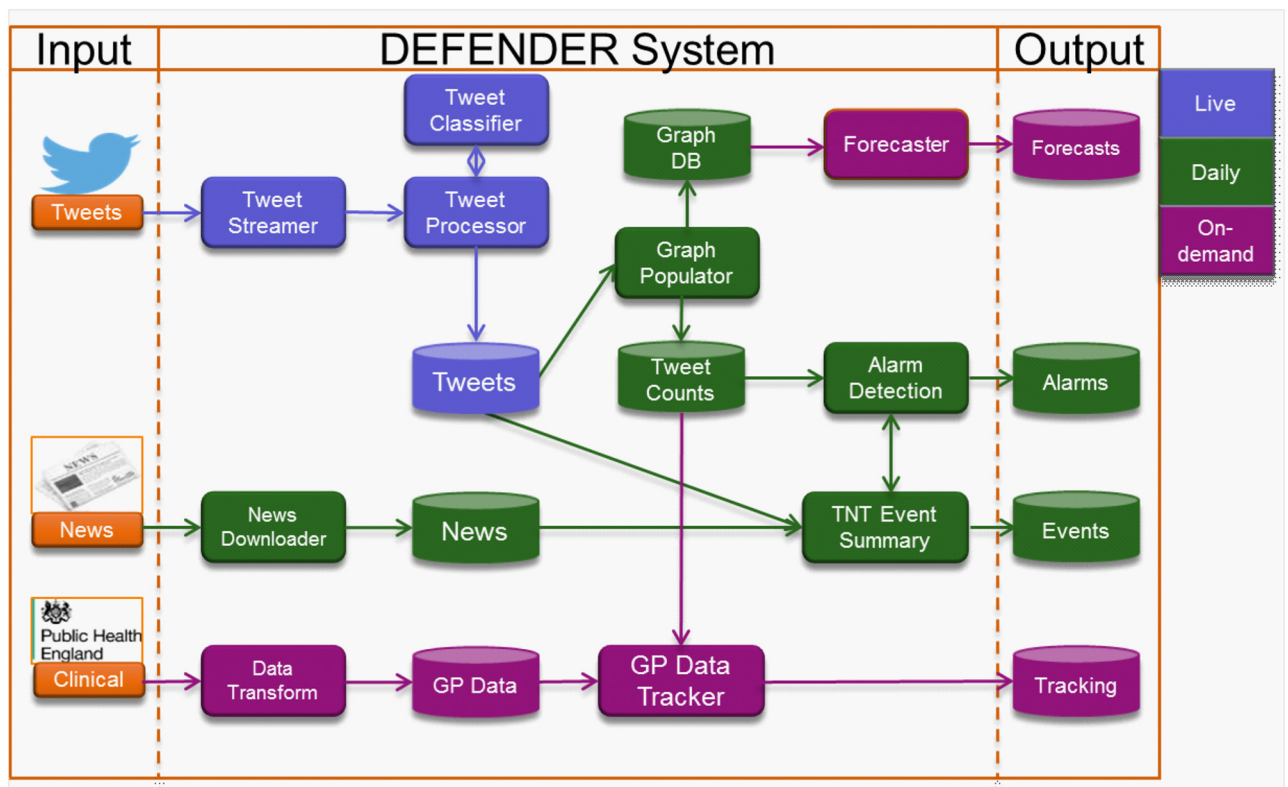 Input
DEFENDER System
Output
Tweet
Classifier
Graph
DB
Forecaster
Forecasts
Live
Daily
On-
demand
Tweets
Tweet
Streamer
Tweet
Processor
Graph
Populator
Tweets
Tweet
Counts
Alarm
Detection
Alarms
NEWS
News
News
Downloader
News
TNT Event
Summary
Events
Public Health
England
Clinical
Data
Transform
GP Data
GP Data
Tracker
Tracking